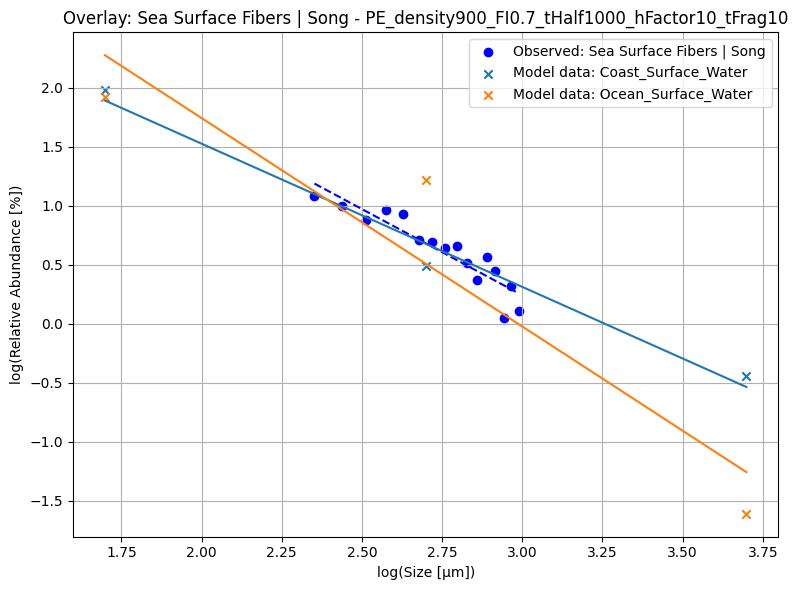 Overlay: Sea Surface Fibers | Song - PE_density900_FI0.7_tHalf1000_hFactor10_tFrag10
Observed: Sea Surface Fibers | Song
Model data: Coast_Surface_Water
Model data: Ocean_Surface_Water
log(Relative Abundance [%])
2.0
1.5
1.0
0.5
0.0
−0.5
−1.0
−1.5
1.75 2.00 2.25 2.50 2.75 3.00 3.25 3.50 3.75
log(Size [μm])